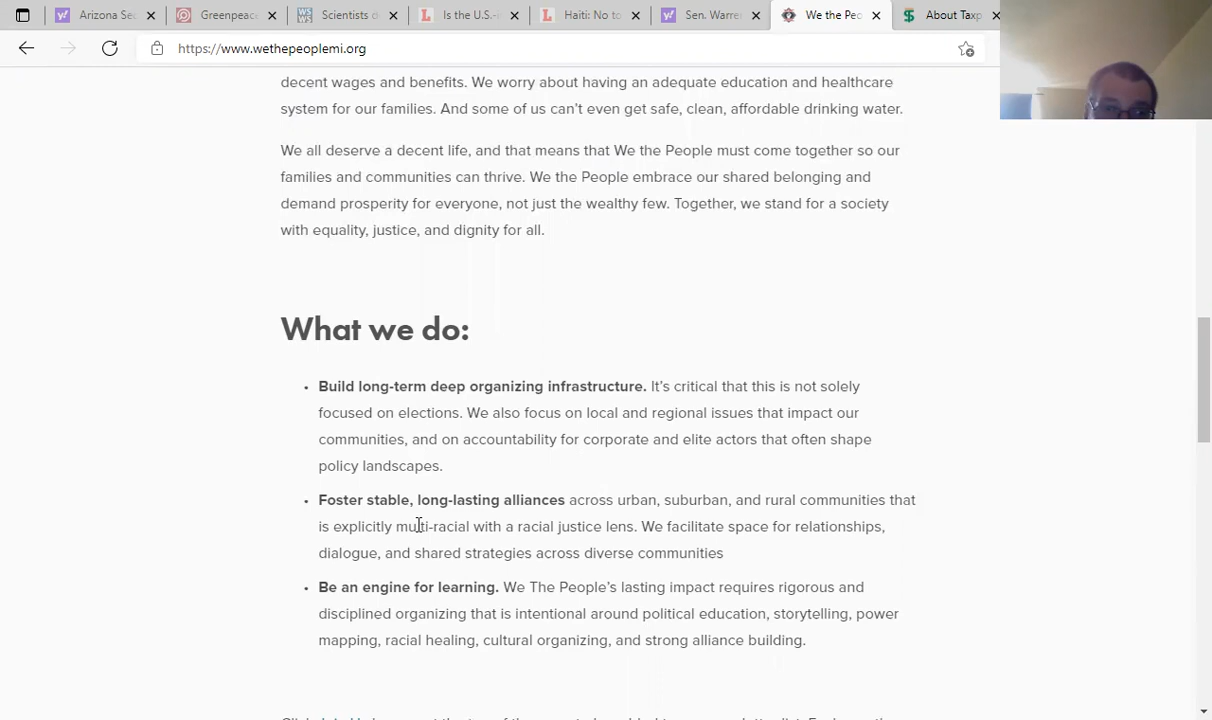 Arizona Sec
Greenpeac
Scientists d
Is the U.S.-
Haiti: No to
Sen. Warre
We the Peo
About Taxp
https://www.wethepeoplemi.org
decent wages and benefits. We worry about having an adequate education and healthcare
system for our families. And some of us can’t even get safe, clean, affordable drinking water.
We all deserve a decent life, and that means that We the People must come together so our
families and communities can thrive. We the People embrace our shared belonging and
demand prosperity for everyone, not just the wealthy few. Together, we stand for a society
with equality, justice, and dignity for all.
What we do:
• Build long-term deep organizing infrastructure. It’s critical that this is not solely
focused on elections. We also focus on local and regional issues that impact our
communities, and on accountability for corporate and elite actors that often shape
policy landscapes.
• Foster stable, long-lasting alliances across urban, suburban, and rural communities that
is explicitly multi-racial with a racial justice lens. We facilitate space for relationships,
dialogue, and shared strategies across diverse communities
• Be an engine for learning. We The People’s lasting impact requires rigorous and
disciplined organizing that is intentional around political education, storytelling, power
mapping, racial healing, cultural organizing, and strong alliance building.